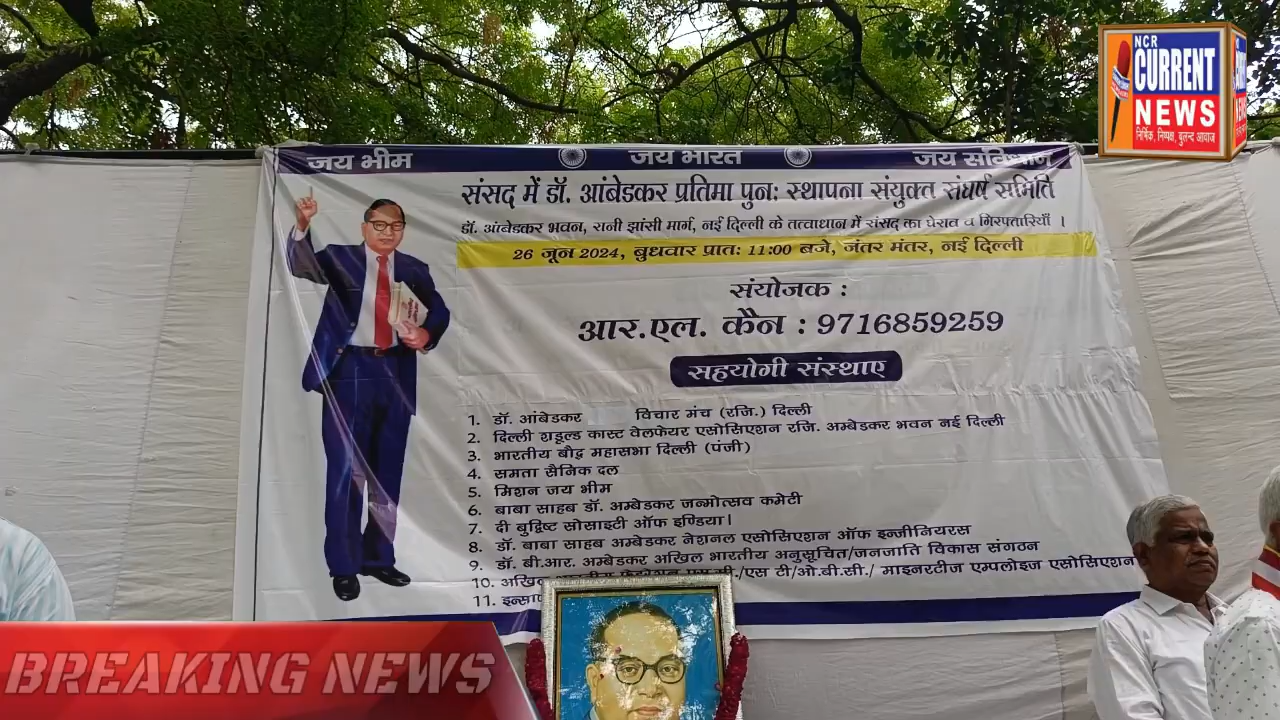 NCR
CURRENT
NEWS
निर्भिक, निष्पक्ष, बुलन्द आवाज
जय भीम जय भारत जय संविधान
संसद में डॉ. आंबेडकर प्रतिमा पुनः स्थापना संयुक्त संघर्ष समिति
डॉ. आंबेडकर भवन, रानी झांसी मार्ग, नई दिल्ली के तत्वाधान में संसद का घेराव व गिरफ्तारियाँ ।
26 जून 2024, बुधवार प्रातः 11:00 बजे, जंतर मंतर, नई दिल्ली
संयोजक :
आर.एल. कैन : 9716859259
सहयोगी संस्थाए
1. डॉ. आंबेडकर विचार मंच (रजि.) दिल्ली
2. दिल्ली शडूल्ड कास्ट वेलफेयर एसोसिएशन रजि. अम्बेडकर भवन नई दिल्ली
3. भारतीय बौद्व महासभा दिल्ली (पंजी)
4. समता सैनिक दल
5. मिशन जय भीम
6. बाबा साहब डॉ. अम्बेडकर जन्मोत्सव कमेटी
7. दी बुद्विष्ट सोसाइटी ऑफ इण्डिया।
8. डॉ. बाबा साहब अम्बेडकर नेशनल एसोसिएशन ऑफ इन्जीनियरस
9. डॉ. बी.आर. अम्बेडकर अखिल भारतीय अनुसूचित/जनजाति विकास संगठन
10. अखिल /एस टी/ओ.बी.सी./ माइनरटीज एम्पलोइज एसोसिएशन
11.
BREAKING NEWS